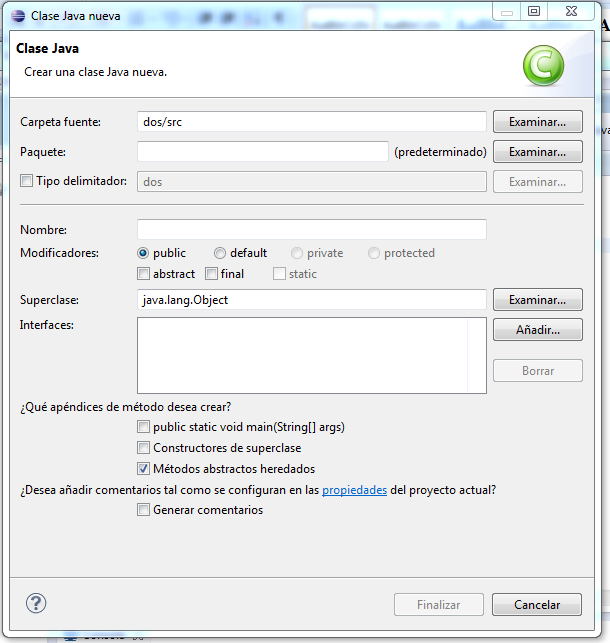 Clase Java nueva
Clase Java
Crear una clase Java nueva.
C
Carpeta fuente: dos/src Examinar...
Paquete: (predeterminado) Examinar...
Tipo delimitador: dos Examinar...
Nombre:
Modificadores: public default private protected
abstract final static
Superclase: java.lang.Object Examinar...
Interfaces: Añadir...
Borrar
¿Qué apéndices de método desea crear?
public static void main(String[] args)
Constructores de superclase
Métodos abstractos heredados
¿Desea añadir comentarios tal como se configuran en las propiedades del proyecto actual?
Generar comentarios
? Finalizar Cancelar